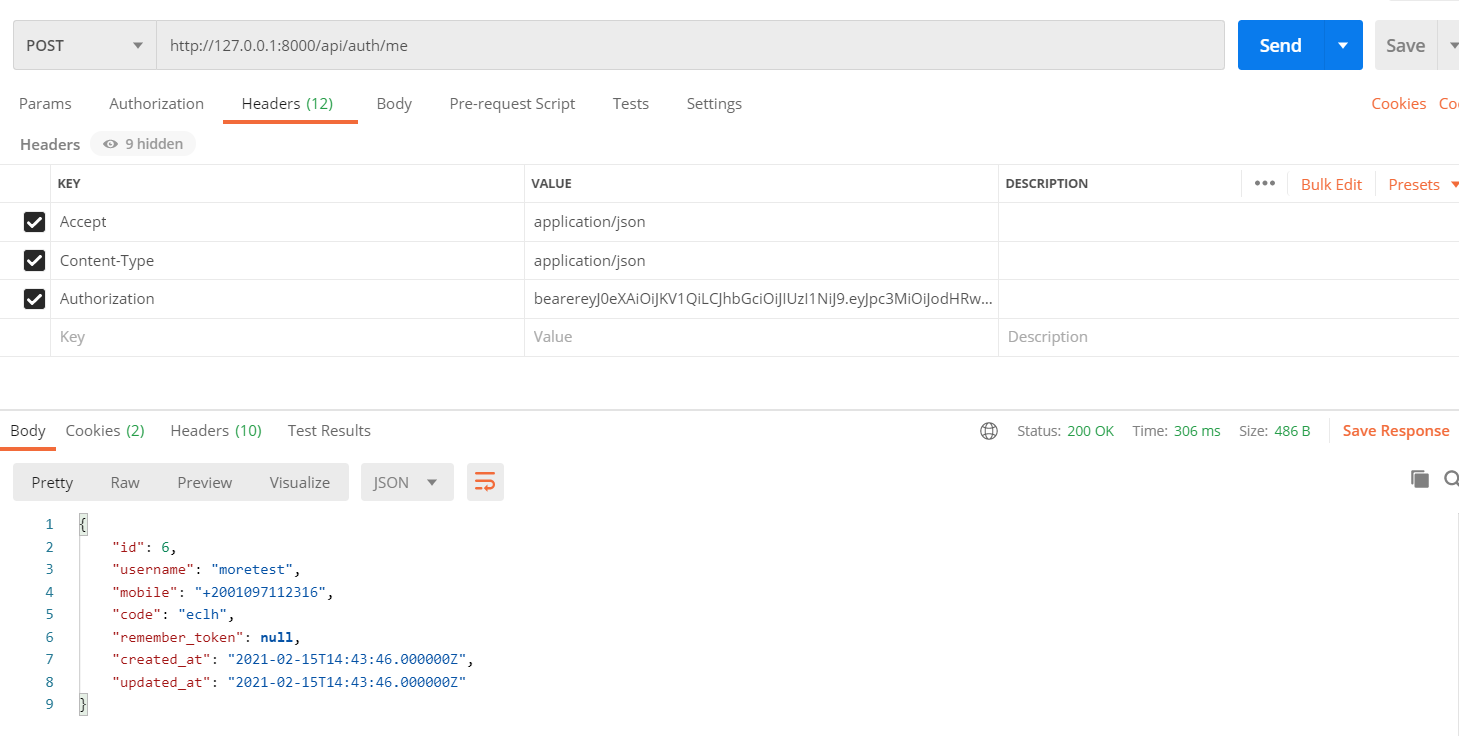 POST http://127.0.0.1:8000/api/auth/me Send Save
Params Authorization Headers (12) Body Pre-request Script Tests Settings Cookies Co
Headers 9 hidden
KEY VALUE DESCRIPTION ••• Bulk Edit Presets
Accept application/json
Content-Type application/json
Authorization bearereyJ0eXAiOiJKV1QiLCJhbGciOiJIUzI1NiJ9.eyJpc3MiOiJodHRw...
Key Value Description
Body Cookies (2) Headers (10) Test Results Status: 200 OK Time: 306 ms Size: 486 B Save Response
Pretty Raw Preview Visualize JSON
1 {
2 "id": 6,
3 "username": "moretest",
4 "mobile": "+2001097112316",
5 "code": "eclh",
6 "remember_token": null,
7 "created_at": "2021-02-15T14:43:46.000000Z",
8 "updated_at": "2021-02-15T14:43:46.000000Z"
9 }